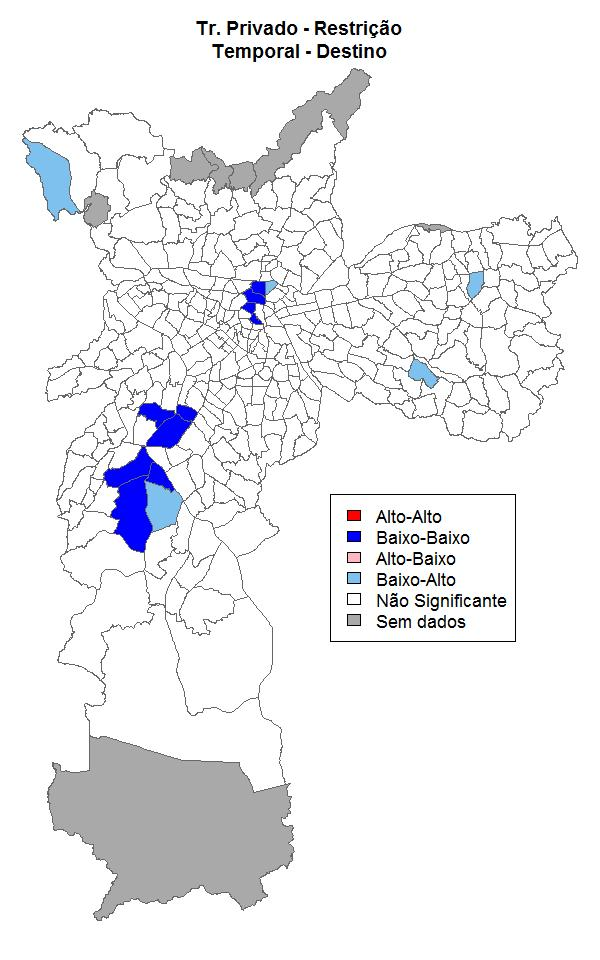 Tr. Privado - Restrição
Temporal - Destino
Alto-Alto
Baixo-Baixo
Alto-Baixo
Baixo-Alto
Não Significante
Sem dados